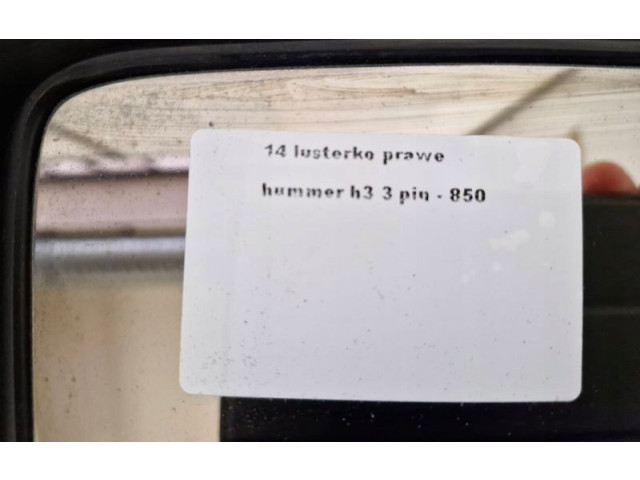 14 lusterko prawe
hummer h3 3 pin - 850